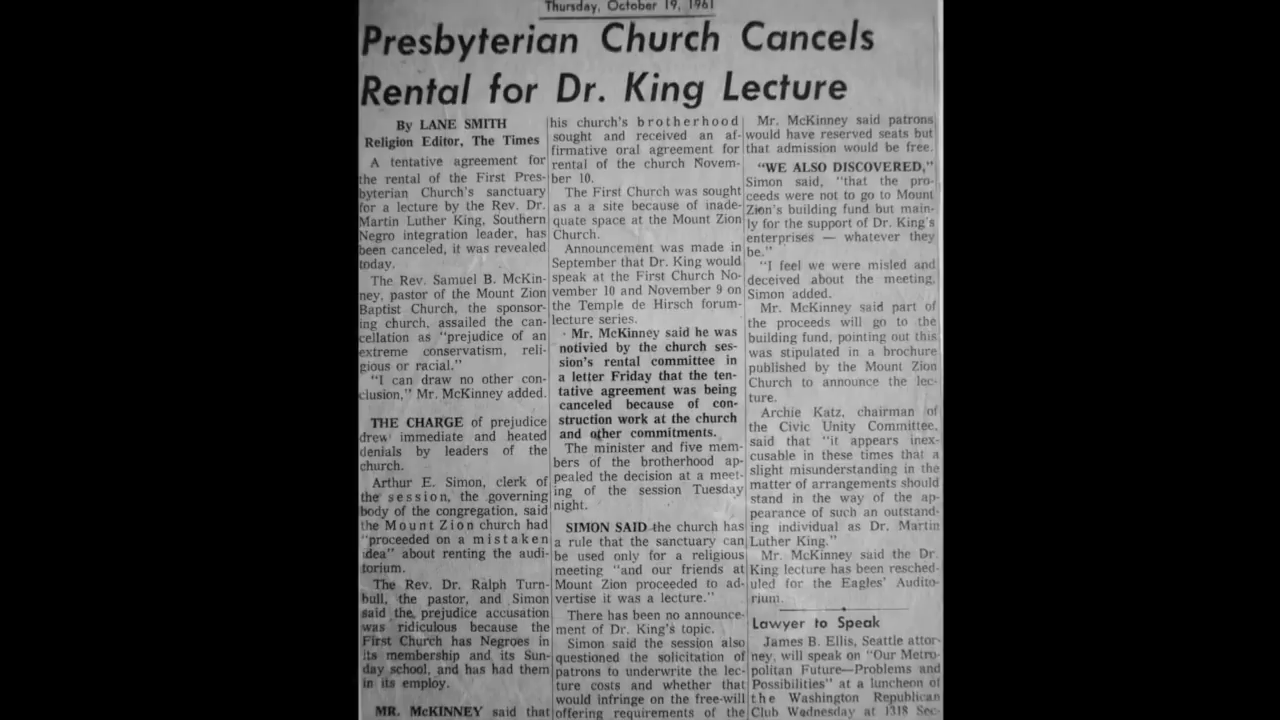 Thursday, October 19, 1961
Presbyterian Church Cancels
Rental for Dr. King Lecture
By LANE SMITH
Religion Editor, The Times
A tentative agreement for
the rental of the First Pres-
byterian Church's sanctuary
for a lecture by the Rev. Dr.
Martin Luther King, Southern
Negro integration leader, has
been canceled, it was revealed
today.
The Rev. Samuel B. McKin-
ney, pastor of the Mount Zion
Baptist Church, the sponsor-
ing church, assailed the can-
cellation as "prejudice of an
extreme conservatism, reli-
gious or racial."
"I can draw no other con-
clusion," Mr. McKinney added.
THE CHARGE of prejudice
drew immediate and heated
denials by leaders of the
church.
Arthur E. Simon, clerk of
the session, the governing
body of the congregation, said
the Mount Zion church had
"proceeded on a mistaken
idea" about renting the audi-
torium.
The Rev. Dr. Ralph Turn-
bull, the pastor, and Simon
said the prejudice accusation
was ridiculous because the
First Church has Negroes in
its membership and its Sun-
day school, and has had them
in its employ.
MR. McKINNEY said that
his church's brotherhood
sought and received an af-
firmative oral agreement for
rental of the church Novem-
ber 10.
The First Church was sought
as a a site because of inade-
quate space at the Mount Zion
Church.
Announcement was made in
September that Dr. King would
speak at the First Church No-
vember 10 and November 9 on
the Temple de Hirsch forum-
lecture series.
Mr. McKinney said he was
notivied by the church ses-
sion's rental committee in
a letter Friday that the ten-
tative agreement was being
canceled because of con-
struction work at the church
and other commitments.
The minister and five mem-
bers of the brotherhood ap-
pealed the decision at a meet-
ing of the session Tuesday
night.
SIMON SAID the church has
a rule that the sanctuary can
be used only for a religious
meeting "and our friends at
Mount Zion proceeded to ad-
vertise it was a lecture."
There has been no announce-
ment of Dr. King's topic.
Simon said the session also
questioned the solicitation of
patrons to underwrite the lec-
ture costs and whether that
would infringe on the free-will
offering requirements of the
Mr. McKinney said patrons
would have reserved seats but
that admission would be free.
"WE ALSO DISCOVERED,"
Simon said, "that the pro-
ceeds were not to go to Mount
Zion's building fund but main-
ly for the support of Dr. King's
enterprises — whatever they
be."
"I feel we were misled and
deceived about the meeting,
Simon added.
Mr. McKinney said part of
the proceeds will go to the
building fund, pointing out this
was stipulated in a brochure
published by the Mount Zion
Church to announce the lec-
ture.
Archie Katz, chairman of
the Civic Unity Committee,
said that "it appears inex-
cusable in these times that a
slight misunderstanding in the
matter of arrangements should
stand in the way of the ap-
pearance of such an outstand-
ing individual as Dr. Martin
Luther King."
Mr. McKinney said the Dr.
King lecture has been resched-
uled for the Eagles' Audito-
rium.
Lawyer to Speak
James B. Ellis, Seattle attor-
ney, will speak on "Our Metro-
politan Future—Problems and
Possibilities" at a luncheon of
the Washington Republican
Club Wednesday at 1318 Sec-